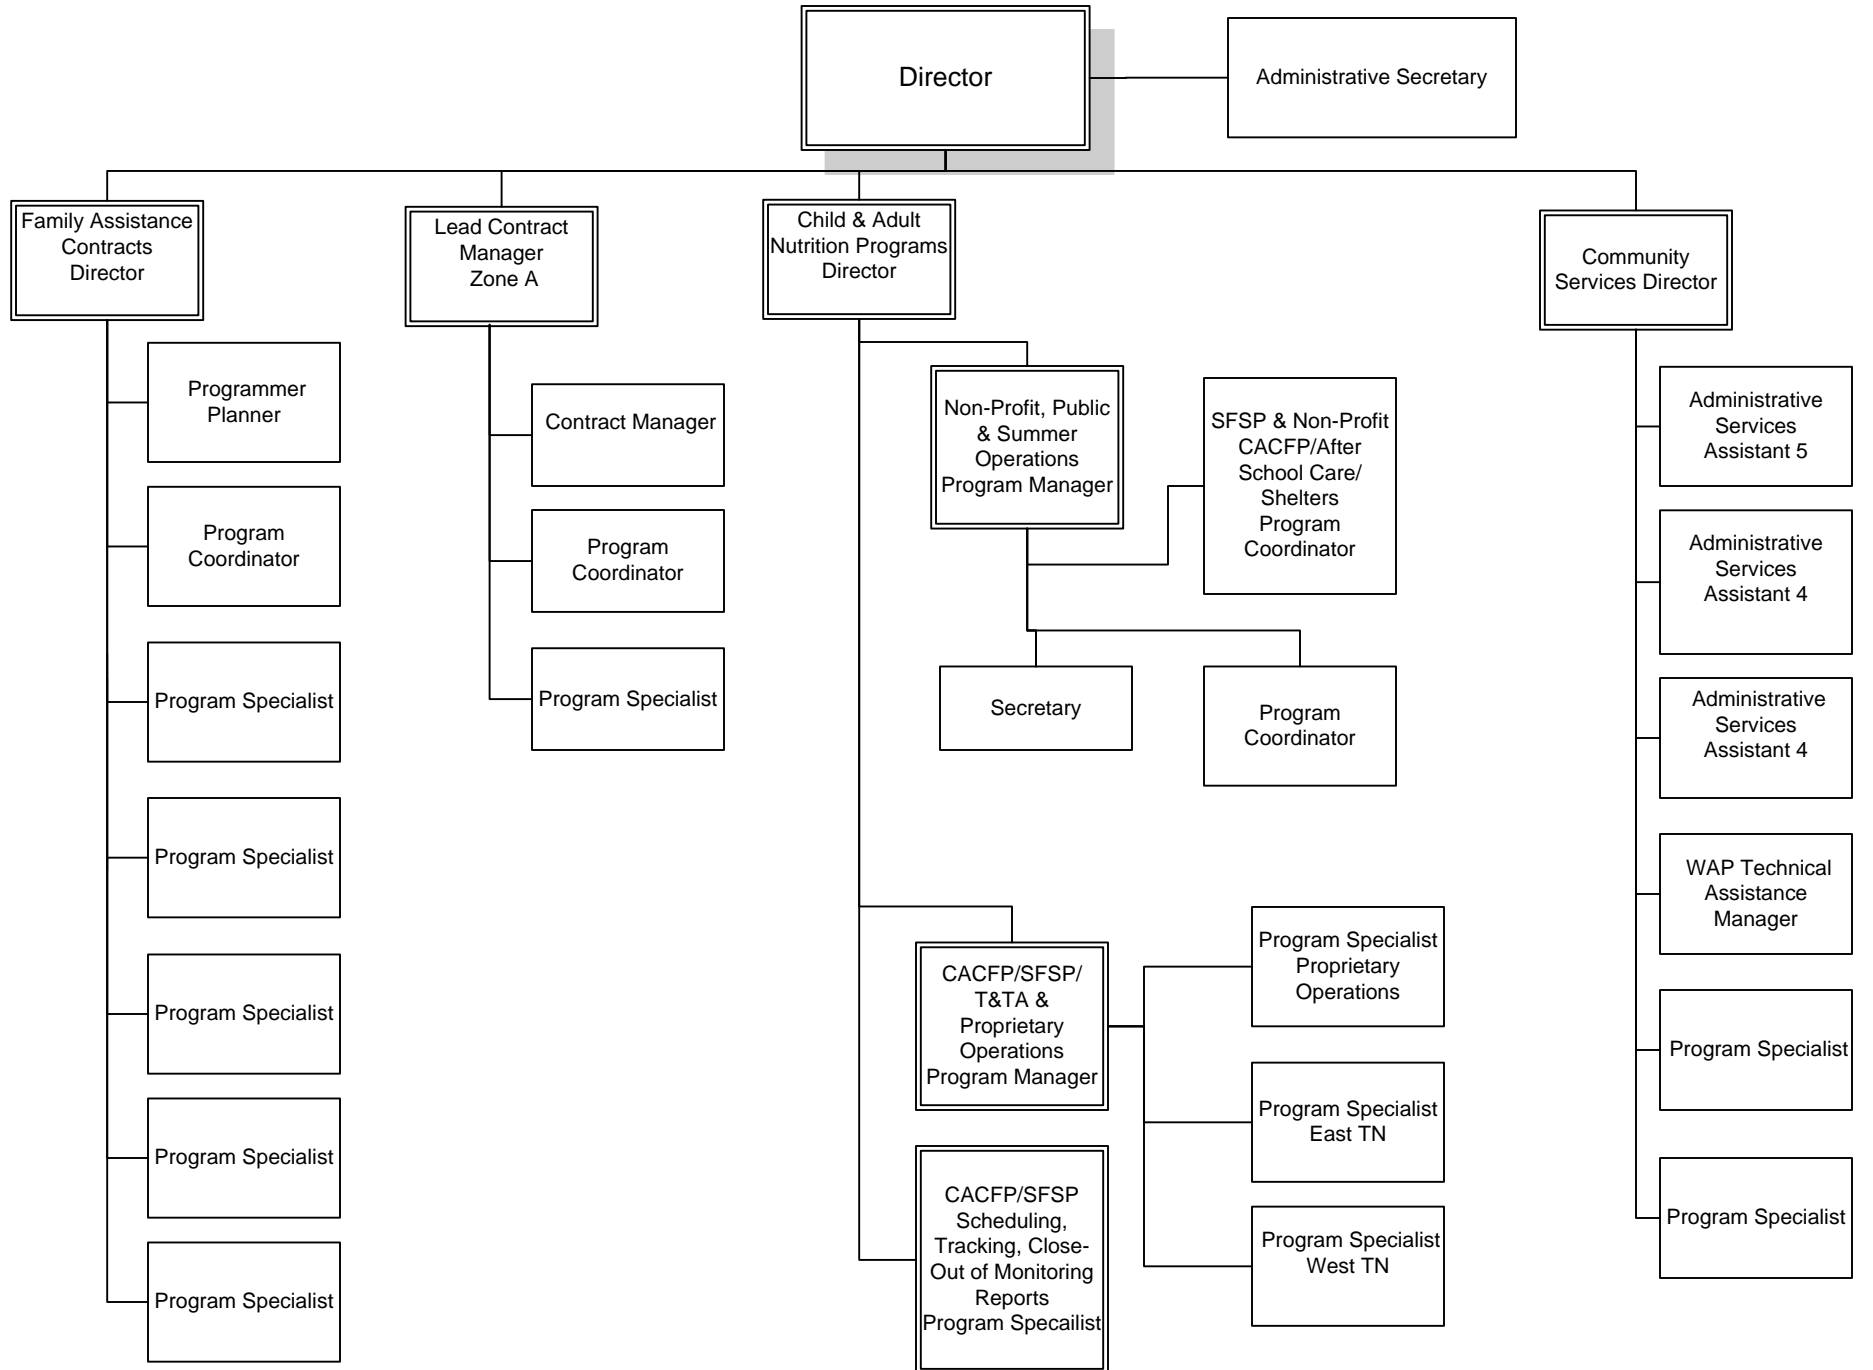 Director
Administrative Secretary
Family Assistance
Contracts
Director
Lead Contract
Manager
Zone A
Child & Adult
Nutrition Programs
Director
Community
Services Director
Programmer
Planner
Program
Coordinator
Program Specialist
Program Specialist
Program Specialist
Program Specialist
Program Specialist
Contract Manager
Program
Coordinator
Program Specialist
Non-Profit, Public
& Summer
Operations
Program Manager
SFSP & Non-Profit
CACFP/After
School Care/
Shelters
Program
Coordinator
Secretary
Program
Coordinator
CACFP/SFSP/
T&TA &
Proprietary
Operations
Program Manager
Program Specialist
Proprietary
Operations
Program Specialist
East TN
Program Specialist
West TN
CACFP/SFSP
Scheduling,
Tracking, Close-
Out of Monitoring
Reports
Program Specailist
Administrative
Services
Assistant 5
Administrative
Services
Assistant 4
Administrative
Services
Assistant 4
WAP Technical
Assistance
Manager
Program Specialist
Program Specialist